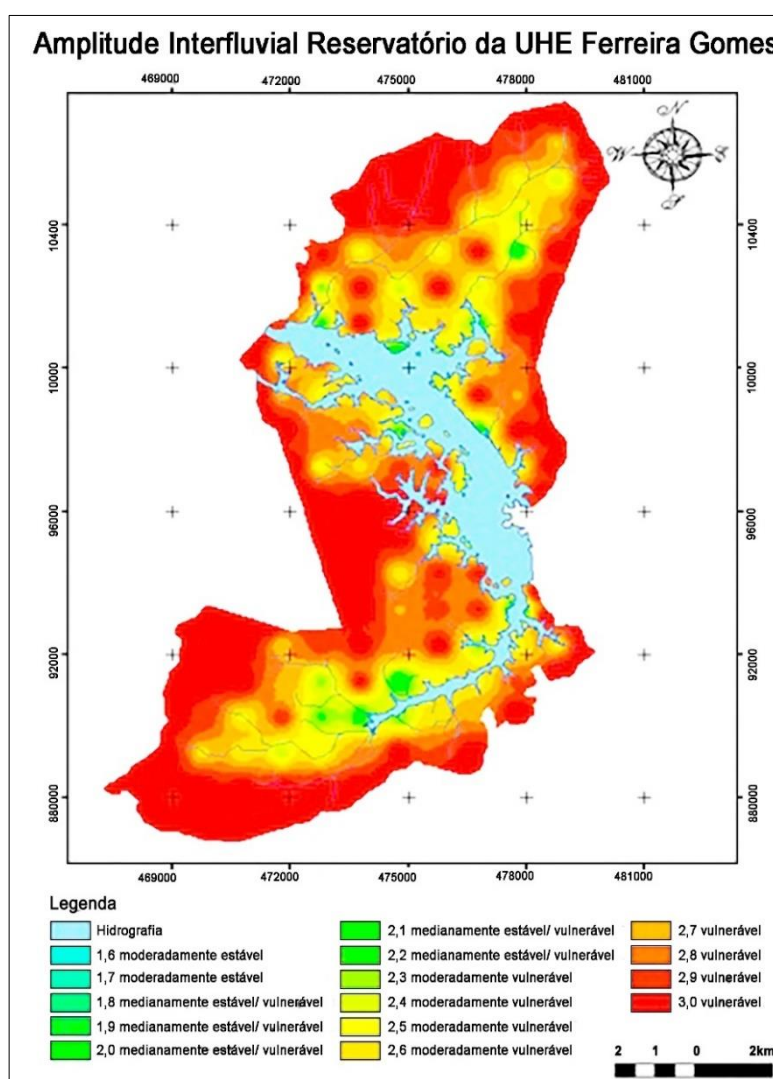 Amplitude Interfluvial Reservatório da UHE Ferreira Gomes
469000 472000 475000 478000 481000
N
W
S
10400 10400
10000 10000
96000 96000
92000 92000
880000 880000
469000 472000 475000 478000 481000
Legenda
Hidrografia
1,6 moderadamente estável
1,7 moderadamente estável
1,8 medianamente estável/ vulnerável
1,9 medianamente estável/ vulnerável
2,0 medianamente estável/ vulnerável
2,1 medianamente estável/ vulnerável
2,2 medianamente estável/ vulnerável
2,3 moderadamente vulnerável
2,4 moderadamente vulnerável
2,5 moderadamente vulnerável
2,6 moderadamente vulnerável
2,7 vulnerável
2,8 vulnerável
2,9 vulnerável
3,0 vulnerável
2 1 0 2km